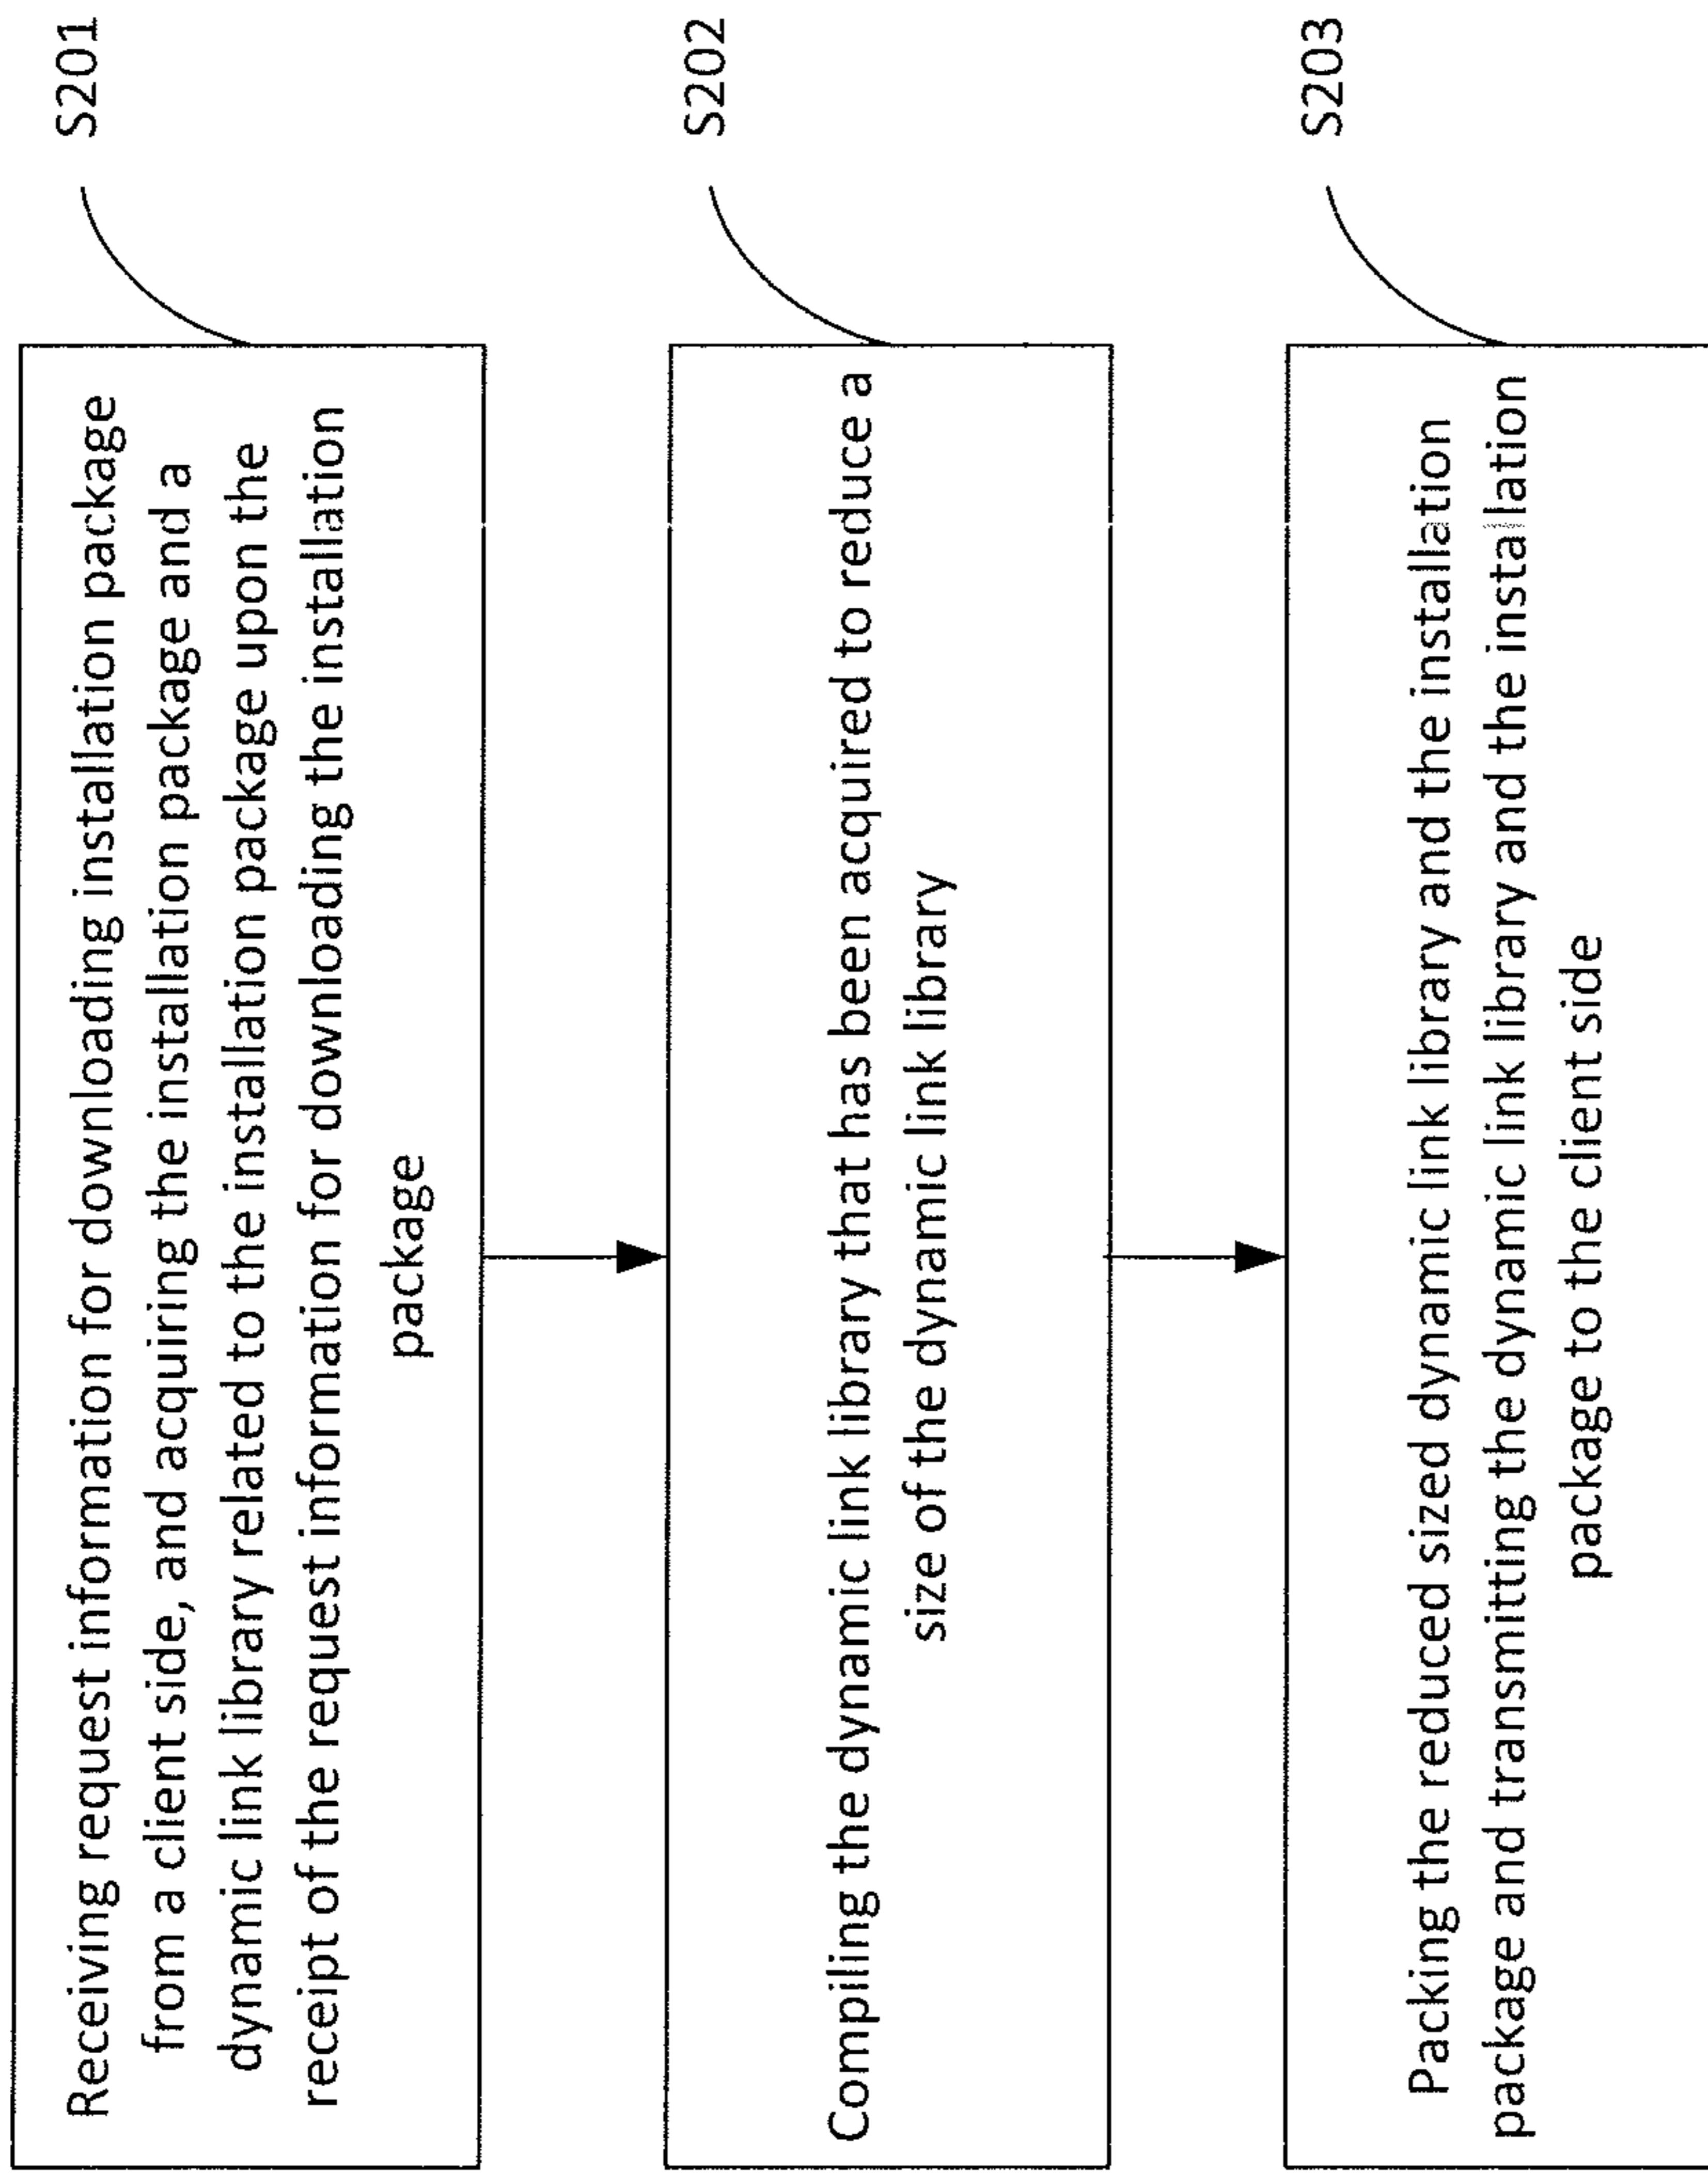 Receiving request information for downloading installation package
from a client side, and acquiring the installation package and a
dynamic link library related to the installation package upon the
receipt of the request information for downloading the installation
package
S201
Compiling the dynamic link library that has been acquired to reduce a
size of the dynamic link library
S202
Packing the reduced sized dynamic link library and the installation
package and transmitting the dynamic link library and the installation
package to the client side
S203